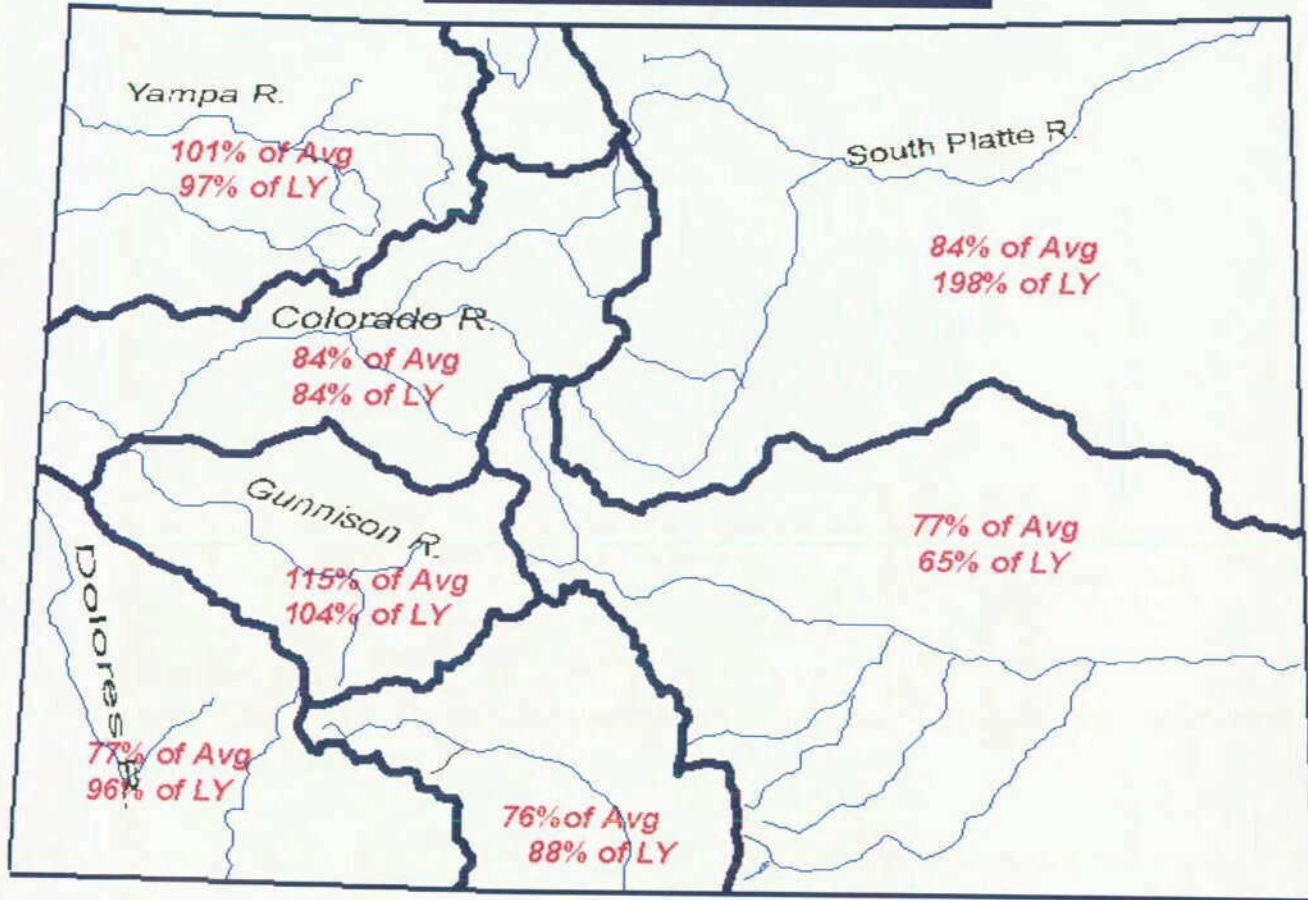 Yampa R.
101% of Avg
97% of LY
South Platte R.
84% of Avg
198% of LY
Colorado R.
84% of Avg
84% of LY
Gunnison R.
115% of Avg
104% of LY
77% of Avg
65% of LY
Dolores R.
77% of Avg
96% of LY
76%of Avg
88% of LY